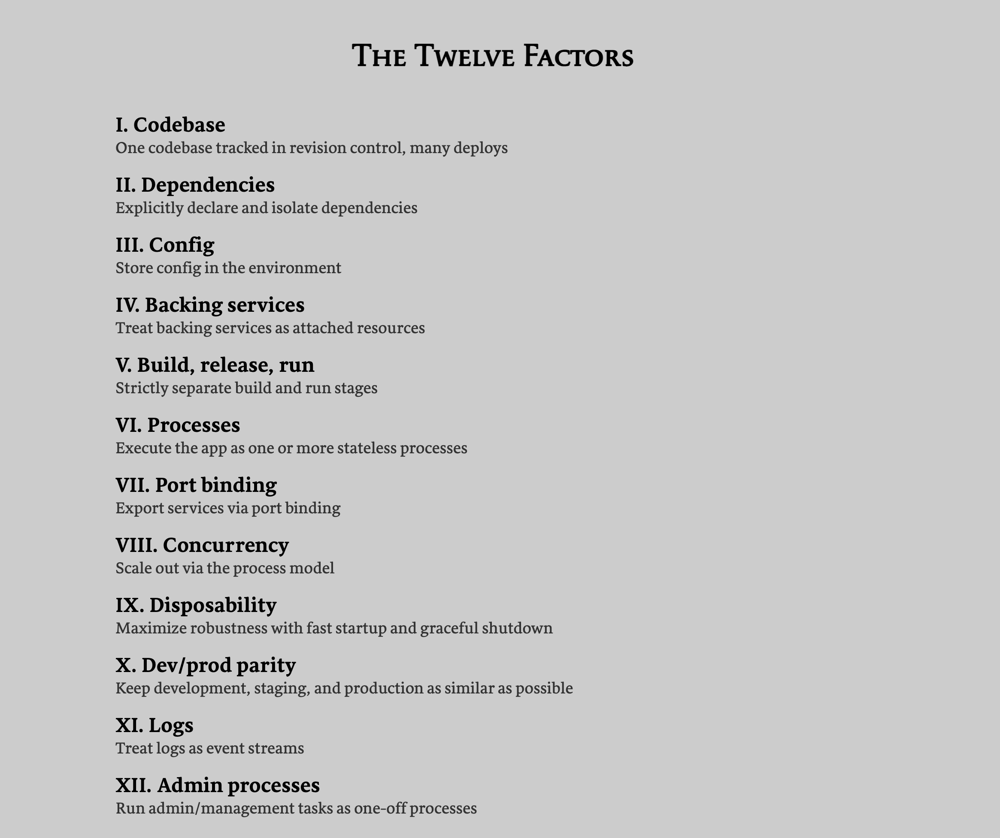 The Twelve Factors
I. Codebase
One codebase tracked in revision control, many deploys
II. Dependencies
Explicitly declare and isolate dependencies
III. Config
Store config in the environment
IV. Backing services
Treat backing services as attached resources
V. Build, release, run
Strictly separate build and run stages
VI. Processes
Execute the app as one or more stateless processes
VII. Port binding
Export services via port binding
VIII. Concurrency
Scale out via the process model
IX. Disposability
Maximize robustness with fast startup and graceful shutdown
X. Dev/prod parity
Keep development, staging, and production as similar as possible
XI. Logs
Treat logs as event streams
XII. Admin processes
Run admin/management tasks as one-off processes